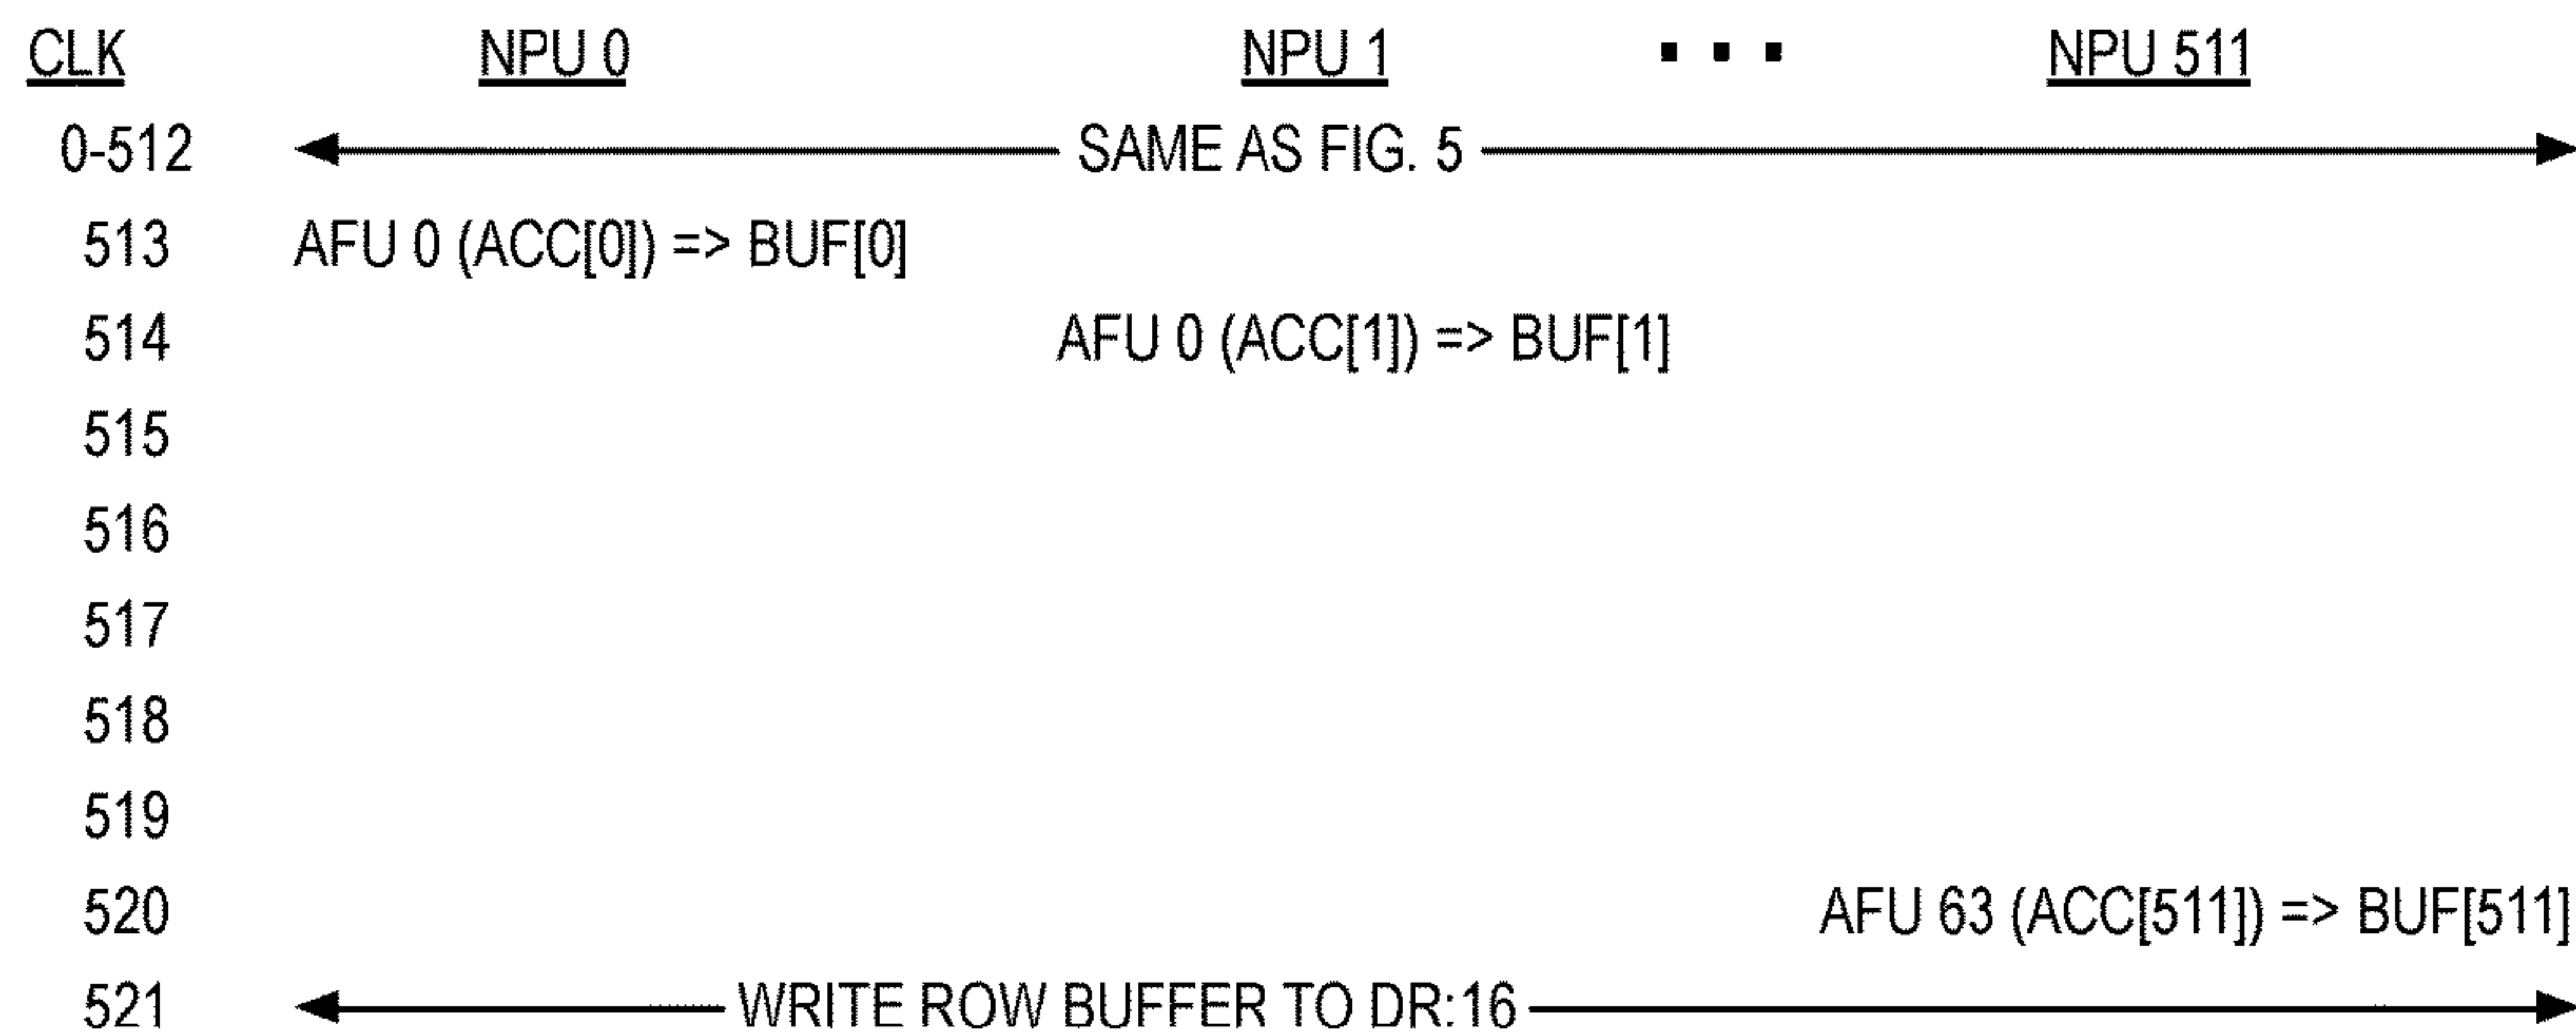 CLK NPU 0 NPU 1 ... NPU 511
0-512 SAME AS FIG. 5
513 AFU 0 (ACC[0]) => BUF[0]
514 AFU 0 (ACC[1]) => BUF[1]
515
516
517
518
519
520 AFU 63 (ACC[511]) => BUF[511]
521 WRITE ROW BUFFER TO DR:16